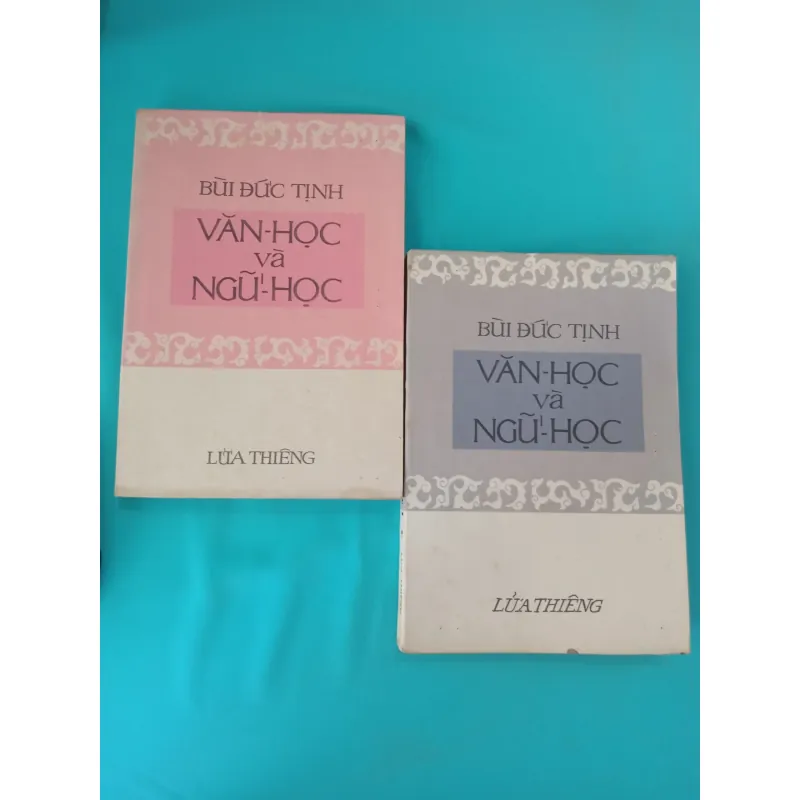 BÙI ĐỨC TỊNH
VĂN-HỌC
và
NGỮ-HỌC
LỬA THIÊNG
BÙI ĐỨC TỊNH
VĂN-HỌC
và
NGỮ-HỌC
LỬA THIÊNG